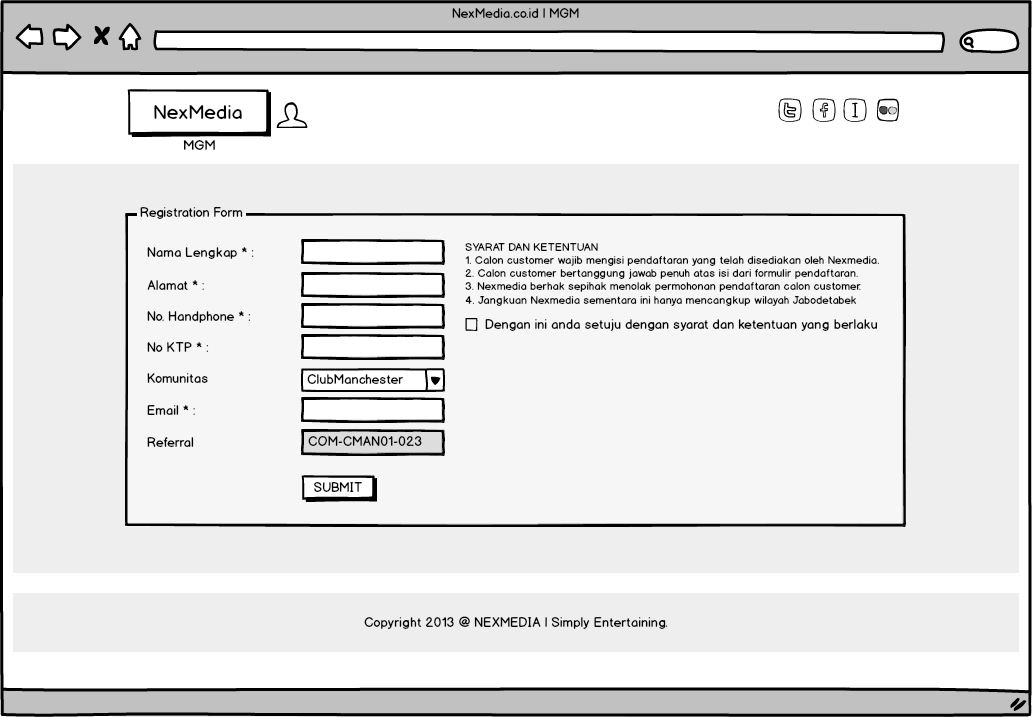 NexMedia.co.id | MGM
NexMedia
MGM
Registration Form
Nama Lengkap * :
Alamat * :
No. Handphone * :
No KTP * :
Komunitas
ClubManchester
Email * :
Referral
COM-CMAN01-023
SUBMIT
SYARAT DAN KETENTUAN
1. Calon customer wajib mengisi pendaftaran yang telah disediakan oleh Nexmedia.
2. Calon customer bertanggung jawab penuh atas isi dari formulir pendaftaran.
3. Nexmedia berhak sepihak menolak permohonan pendaftaran calon customer.
4. Jangkuan Nexmedia sementara ini hanya mencangkup wilayah Jabodetabek
Dengan ini anda setuju dengan syarat dan ketentuan yang berlaku
Copyright 2013 @ NEXMEDIA | Simply Entertaining.